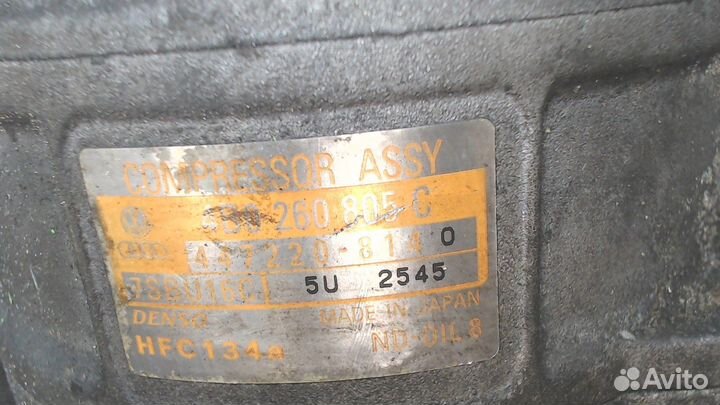 COMPRESSOR ASSY
260 805 C
447220-8140
5U 2545
DENSO MADE IN JAPAN
HFC134a ND-OIL 8
Avito